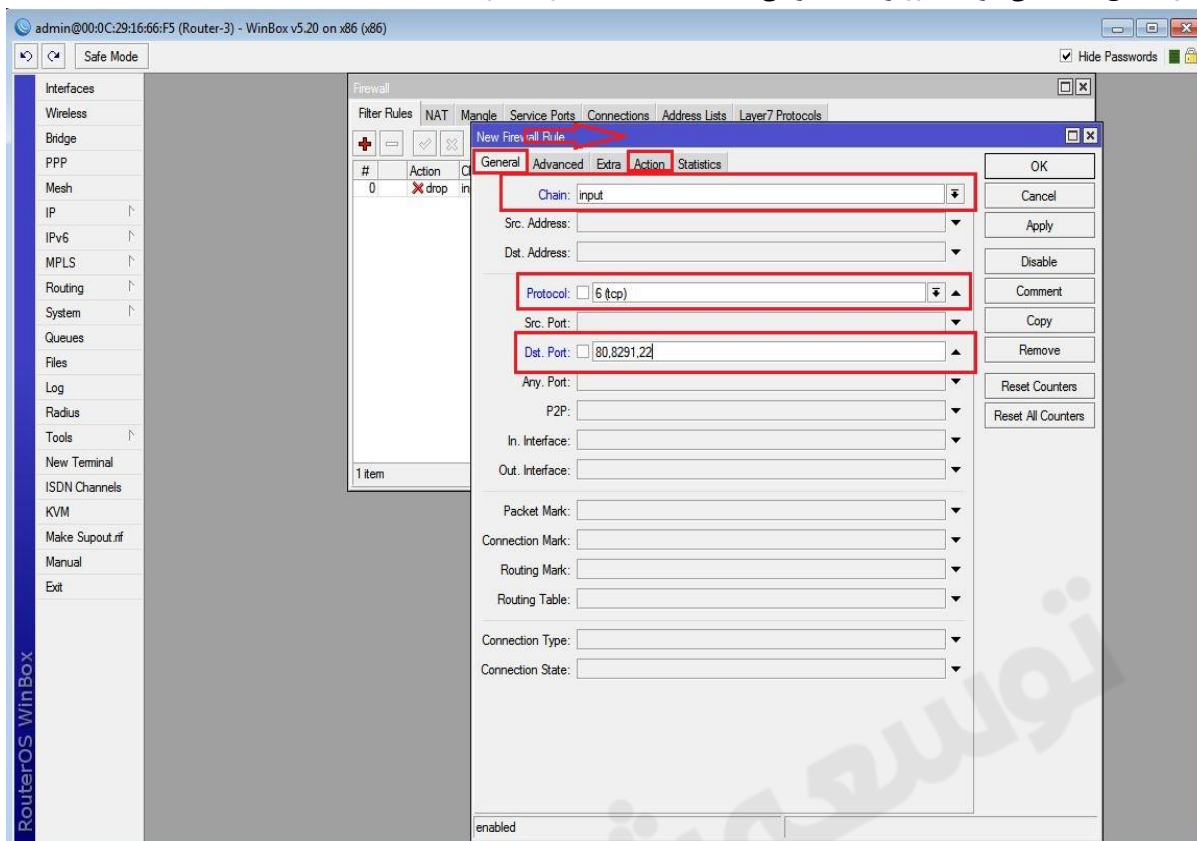 admin@00:0C:29:16:66:F5 (Router-3) - WinBox v5.20 on x86 (x86)
Safe Mode
Hide Passwords
Interfaces
Wireless
Bridge
PPP
Mesh
IP
IPv6
MPLS
Routing
System
Queues
Files
Log
Radius
Tools
New Terminal
ISDN Channels
KVM
Make Supout.rif
Manual
Exit
RouterOS WinBox
Firewall
Filter Rules NAT Mangle Service Ports Connections Address Lists Layer7 Protocols
# Action
0 drop
1 item
New Firewall Rule
General Advanced Extra Action Statistics
Chain: input
Src. Address:
Dst. Address:
Protocol: 6 (tcp)
Src. Port:
Dst. Port: 80,8291,22
Any. Port:
P2P:
In. Interface:
Out. Interface:
Packet Mark:
Connection Mark:
Routing Mark:
Routing Table:
Connection Type:
Connection State:
enabled
OK
Cancel
Apply
Disable
Comment
Copy
Remove
Reset Counters
Reset All Counters